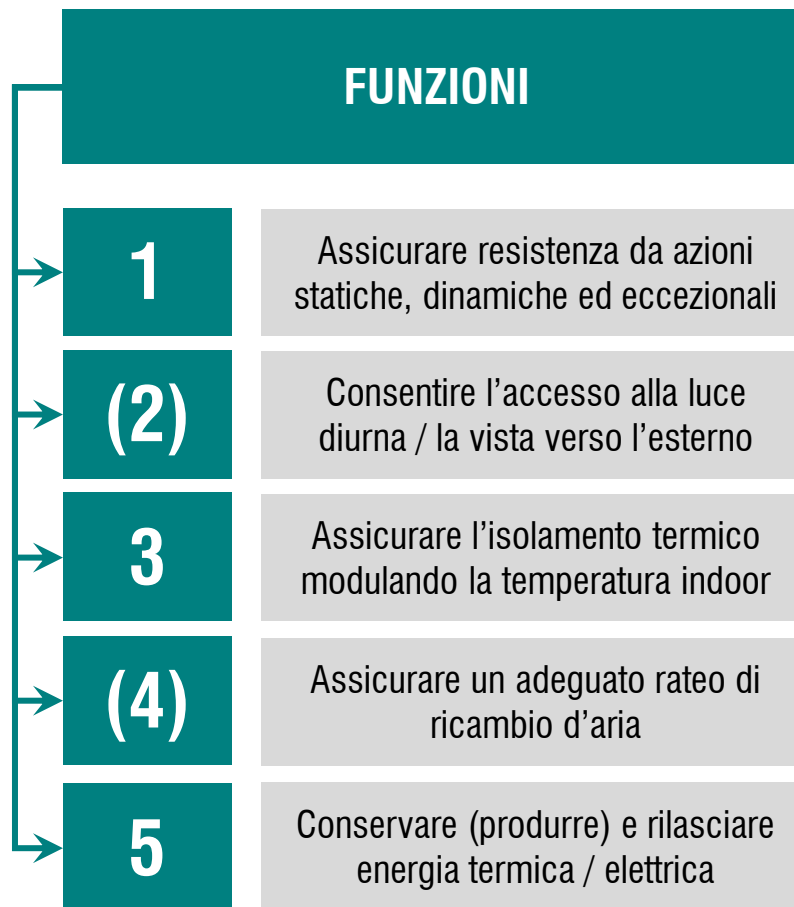 FUNZIONI
1
Assicurare resistenza da azioni
statiche, dinamiche ed eccezionali
(2)
Consentire l’accesso alla luce
diurna / la vista verso l’esterno
3
Assicurare l’isolamento termico
modulando la temperatura indoor
(4)
Assicurare un adeguato rateo di
ricambio d’aria
5
Conservare (produrre) e rilasciare
energia termica / elettrica